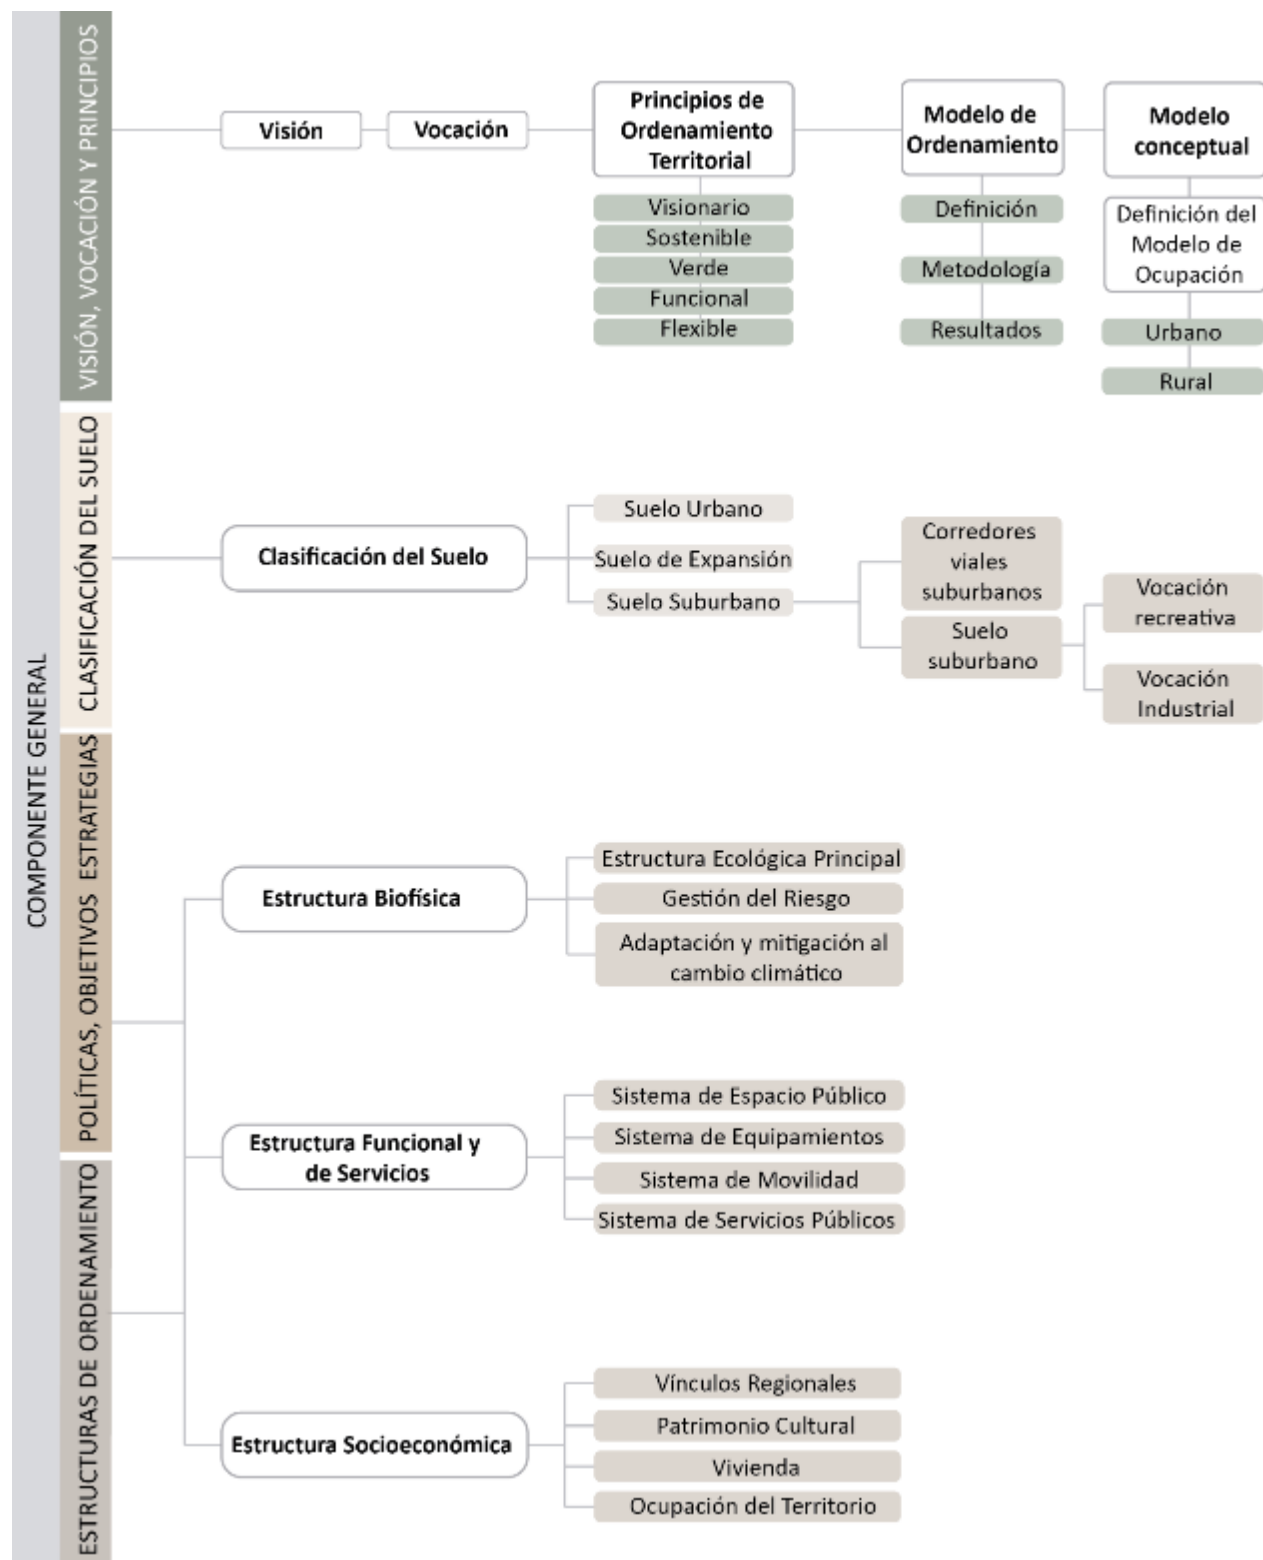 COMPONENTE GENERAL
VISIÓN, VOCACIÓN Y PRINCIPIOS
Visión
Vocación
Principios de
Ordenamiento
Territorial
Visionario
Sostenible
Verde
Funcional
Flexible
Modelo de
Ordenamiento
Definición
Metodología
Resultados
Modelo
conceptual
Definición del
Modelo de
Ocupación
Urbano
Rural
CLASIFICACIÓN DEL SUELO
Clasificación del Suelo
Suelo Urbano
Suelo de Expansión
Suelo Suburbano
Corredores
viales
suburbanos
Suelo
suburbano
Vocación
recreativa
Vocación
Industrial
POLÍTICAS, OBJETIVOS ESTRATEGIAS
Estructura Biofísica
Estructura Ecológica Principal
Gestión del Riesgo
Adaptación y mitigación al
cambio climático
Estructura Funcional y
de Servicios
Sistema de Espacio Público
Sistema de Equipamientos
Sistema de Movilidad
Sistema de Servicios Públicos
ESTRUCTURAS DE ORDENAMIENTO
Estructura Socioeconómica
Vínculos Regionales
Patrimonio Cultural
Vivienda
Ocupación del Territorio